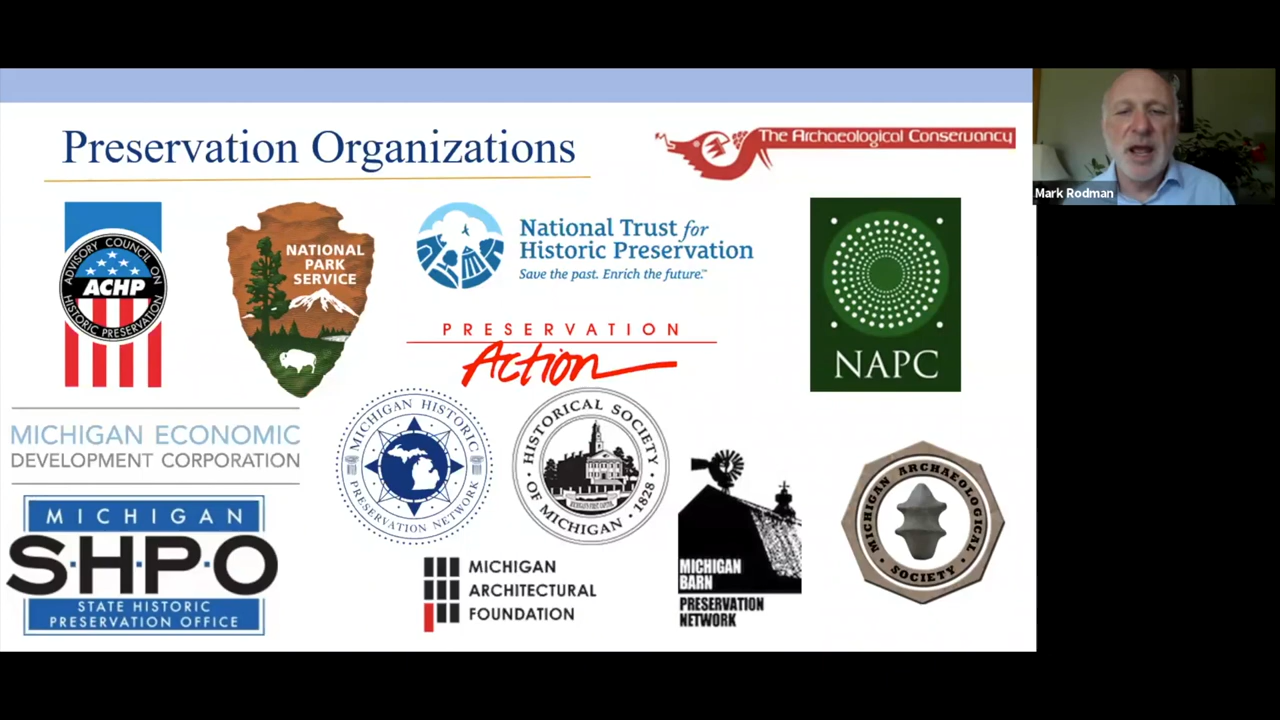 Preservation Organizations
The Archaeological Conservancy
Mark Rodman
ADVISORY COUNCIL ON
ACHP
HISTORIC PRESERVATION
NATIONAL
PARK
SERVICE
National Trust for
Historic Preservation
Save the past. Enrich the future.™
PRESERVATION
Action
NAPC
MICHIGAN ECONOMIC
DEVELOPMENT CORPORATION
MICHIGAN HISTORIC
PRESERVATION NETWORK
HISTORICAL SOCIETY
OF MICHIGAN • 1828
MICHIGAN
S·H·P·O
STATE HISTORIC
PRESERVATION OFFICE
MICHIGAN
ARCHITECTURAL
FOUNDATION
MICHIGAN
BARN
PRESERVATION
NETWORK
MICHIGAN ARCHAEOLOGICAL
• SOCIETY •